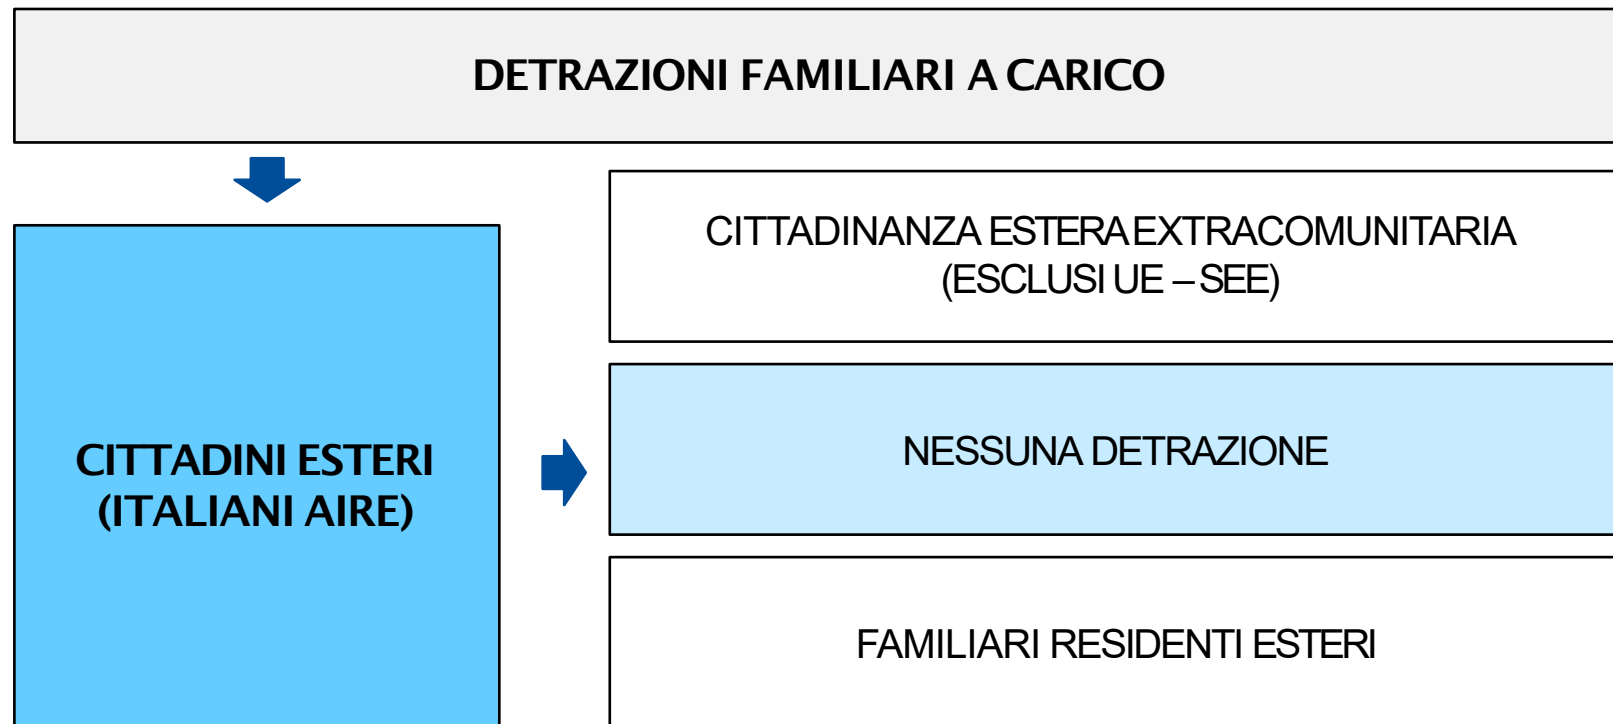 DETRAZIONI FAMILIARI A CARICO
CITTADINANZA ESTERA EXTRACOMUNITARIA
(ESCLUSI UE – SEE)
CITTADINI ESTERI
(ITALIANI AIRE)
NESSUNA DETRAZIONE
FAMILIARI RESIDENTI ESTERI